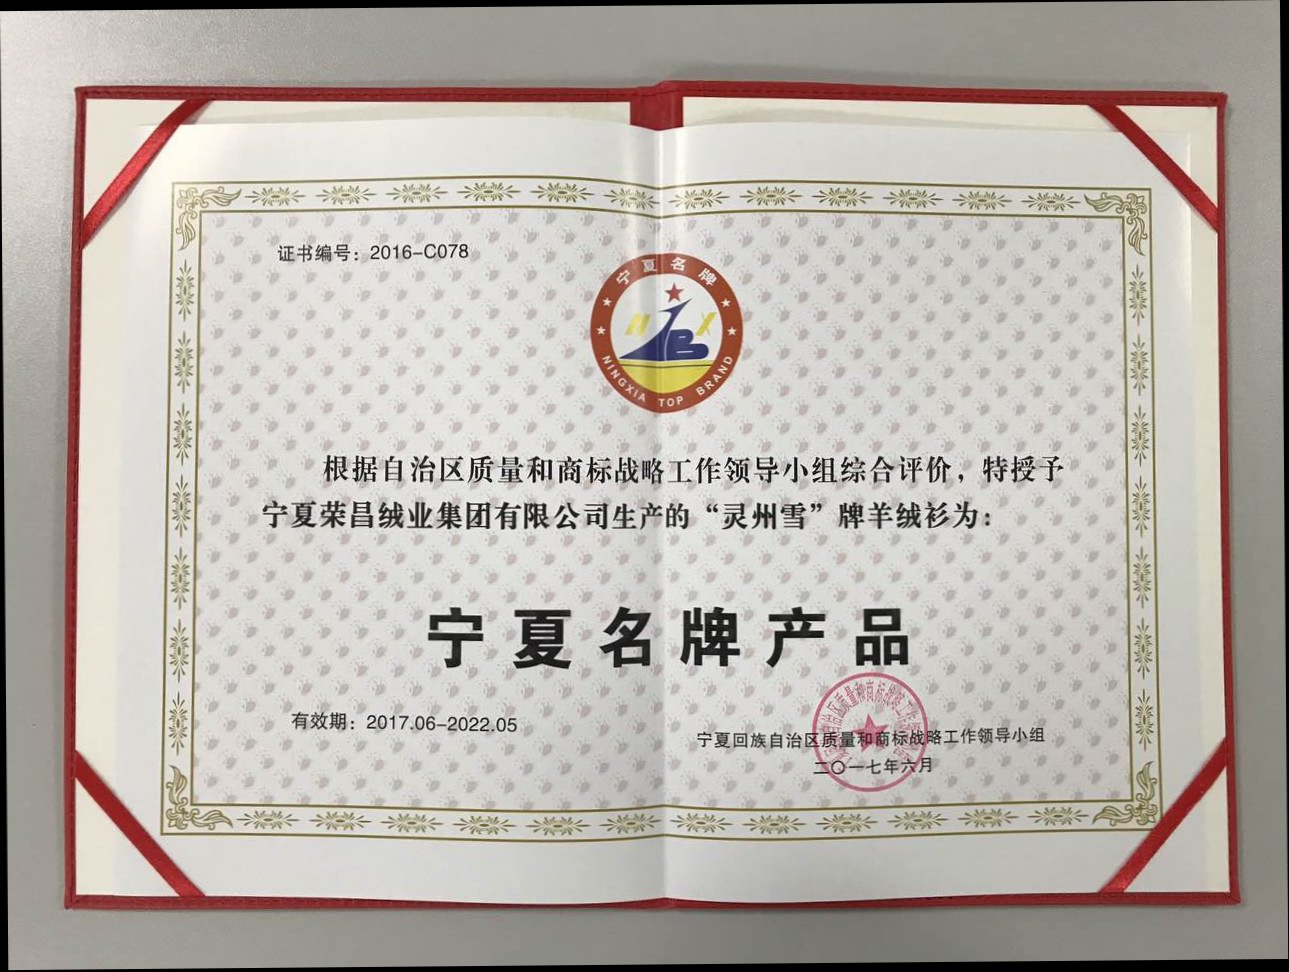 证书编号：2016-C078
宁夏名牌
N X
B
NINGXIA TOP BRAND
根据自治区质量和商标战略工作领导小组综合评价，特授予
宁夏荣昌绒业集团有限公司生产的“灵州雪”牌羊绒衫为：
宁夏名牌产品
有效期：2017.06-2022.05
宁夏回族自治区质量和商标战略工作领导小组
二〇一七年六月